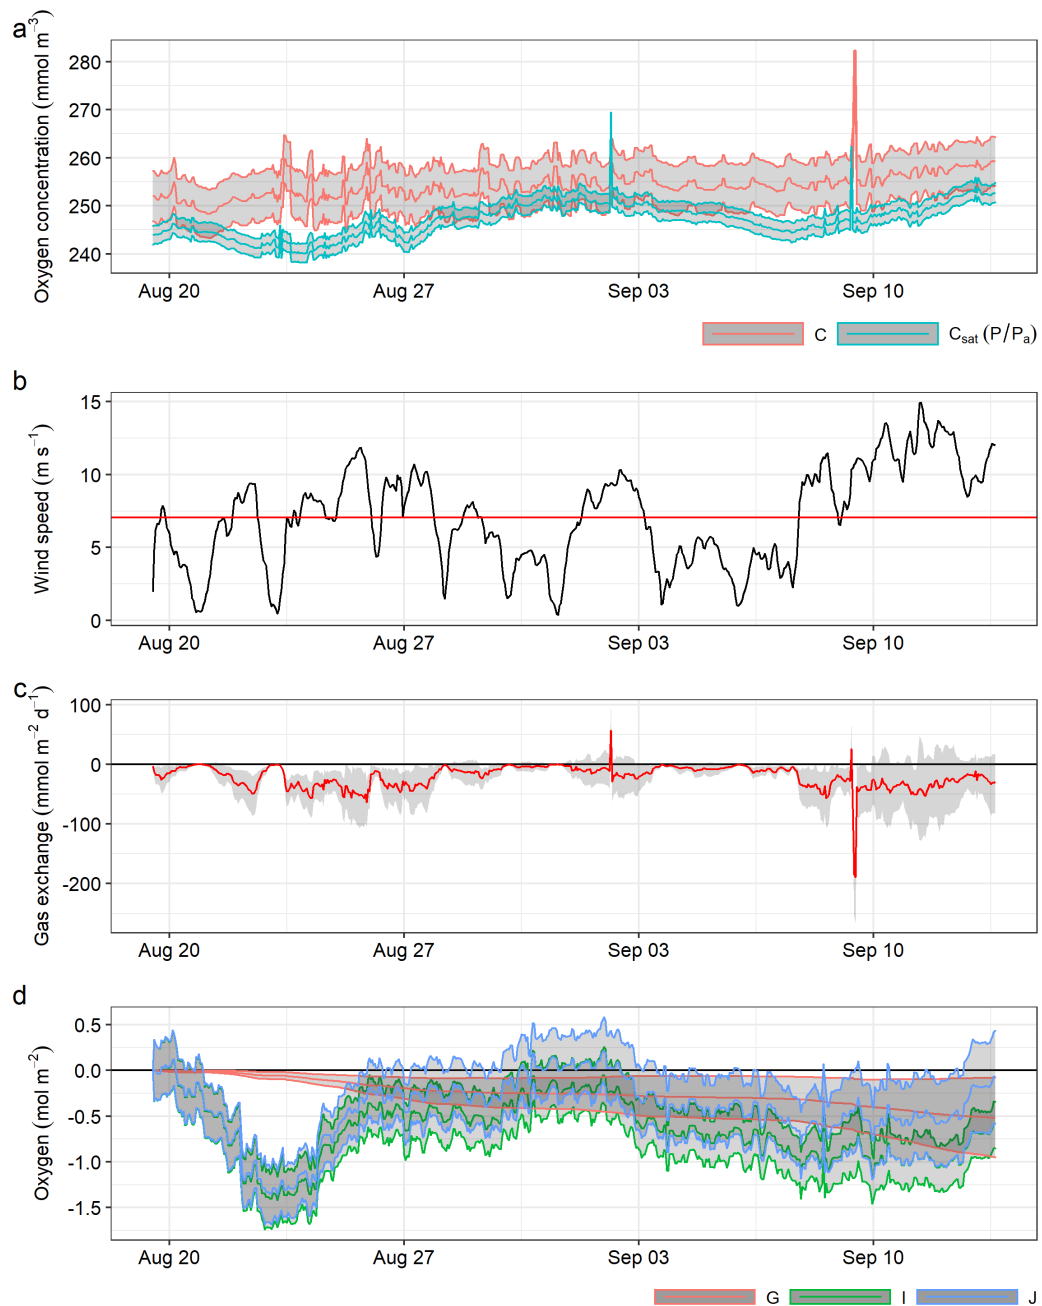 a
Oxygen concentration (mmol m⁻³)
280
270
260
250
240
Aug 20 Aug 27 Sep 03 Sep 10
C C_sat (P/P_a)
b
Wind speed (m s⁻¹)
15
10
5
0
Aug 20 Aug 27 Sep 03 Sep 10
c
Gas exchange (mmol m⁻² d⁻¹)
100
0
-100
-200
Aug 20 Aug 27 Sep 03 Sep 10
d
Oxygen (mol m⁻²)
0.5
0.0
-0.5
-1.0
-1.5
Aug 20 Aug 27 Sep 03 Sep 10
G I J